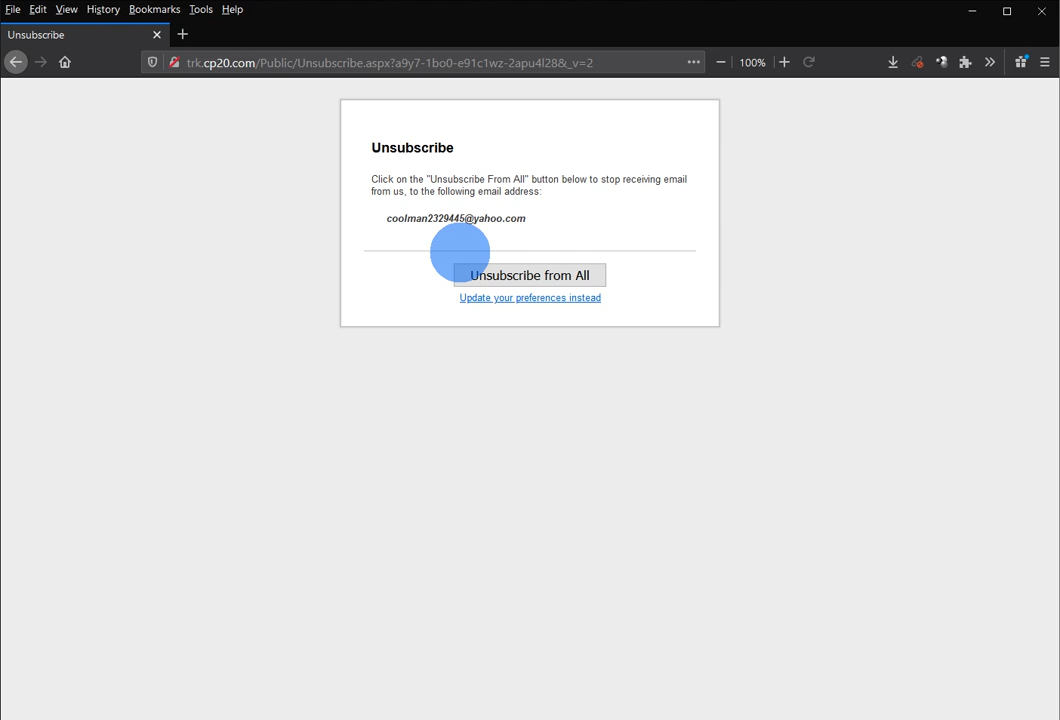 File Edit View History Bookmarks Tools Help
Unsubscribe
trk.cp20.com/Public/Unsubscribe.aspx?a9y7-1bo0-e91c1wz-2apu4l28&_v=2
100%
Unsubscribe
Click on the "Unsubscribe From All" button below to stop receiving email
from us, to the following email address:
coolman2329445@yahoo.com
Unsubscribe from All
Update your preferences instead